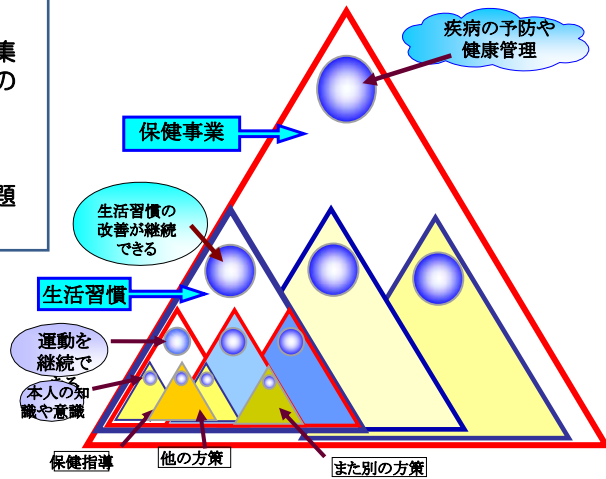 集
の
題
疾病の予防や
健康管理
保健事業
生活習慣の
改善が継続
できる
生活習慣
運動を
継続で
きる
本人の知
識や意識
保健指導
他の方策
また別の方策